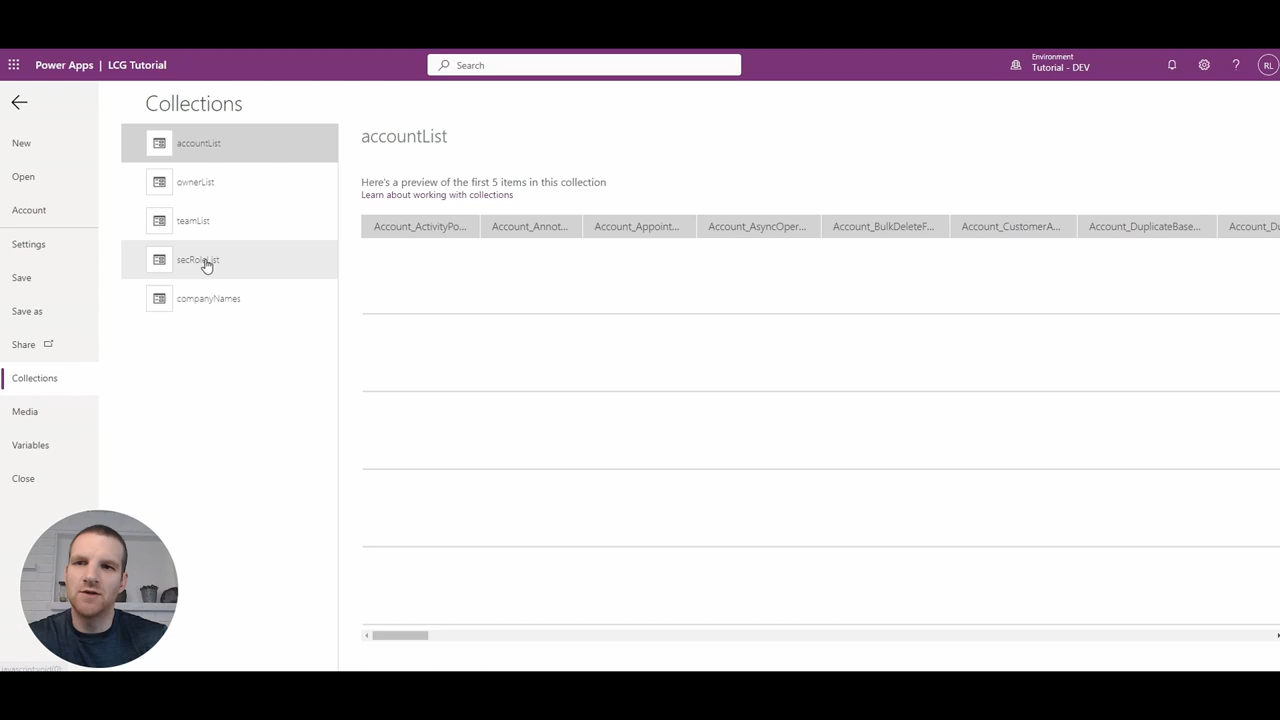 Power Apps | LCG Tutorial
Search
Environment
Tutorial - DEV
?
RL
New
Open
Account
Settings
Save
Save as
Share
Collections
Media
Variables
Close
Collections
accountList
ownerList
teamList
secRoleList
companyNames
accountList
Here's a preview of the first 5 items in this collection
Learn about working with collections
Account_ActivityPo... Account_Annot... Account_Appoint... Account_AsyncOper... Account_BulkDeleteF... Account_CustomerA... Account_DuplicateBase... Account_Du